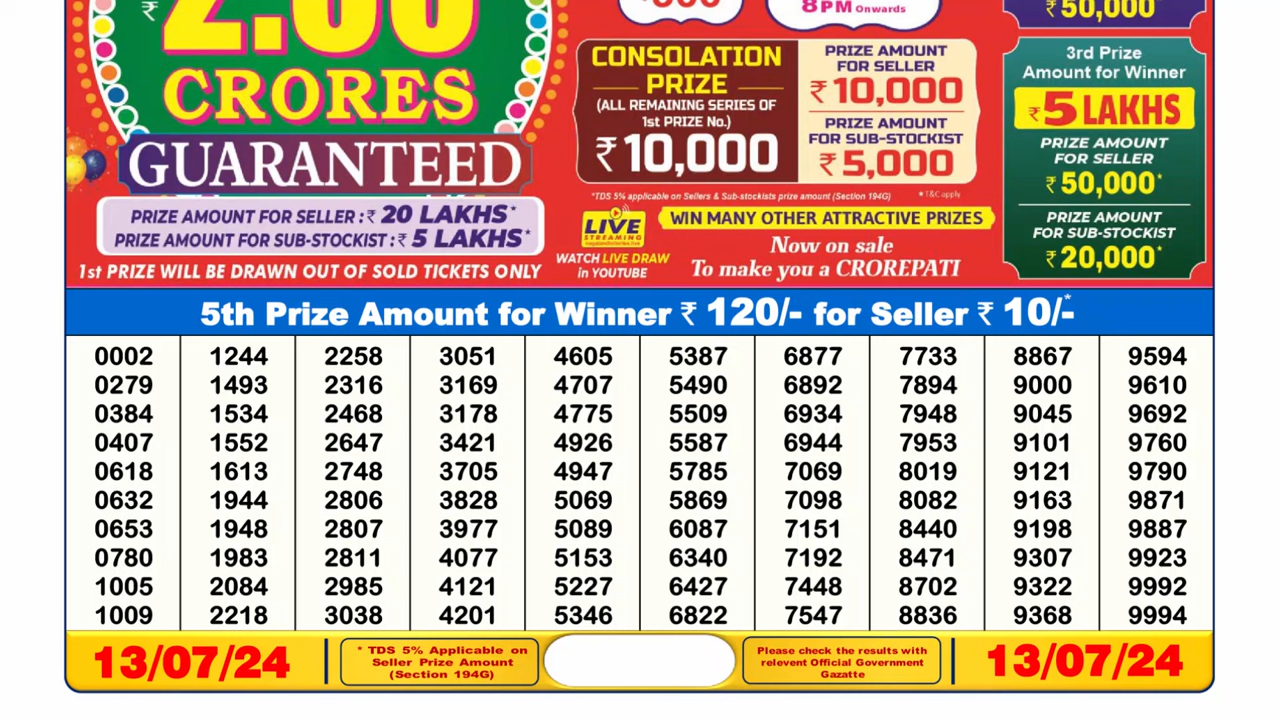 ₹ 2.00
CRORES
GUARANTEED
PRIZE AMOUNT FOR SELLER :₹ 20 LAKHS*
PRIZE AMOUNT FOR SUB-STOCKIST : ₹ 5 LAKHS*
1st PRIZE WILL BE DRAWN OUT OF SOLD TICKETS ONLY
8PM Onwards
CONSOLATION
PRIZE
(ALL REMAINING SERIES OF
1st PRIZE No.)
₹10,000
PRIZE AMOUNT
FOR SELLER
₹10,000
PRIZE AMOUNT
FOR SUB-STOCKIST
₹5,000
*TDS 5% applicable on Sellers & Sub-stockists prize amount (Section 194G)
*T&C apply
LIVE
STREAMING
WATCH LIVE DRAW
in YOUTUBE
WIN MANY OTHER ATTRACTIVE PRIZES
Now on sale
To make you a CROREPATI
₹50,000*
3rd Prize
Amount for Winner
₹5 LAKHS
PRIZE AMOUNT
FOR SELLER
₹50,000*
PRIZE AMOUNT
FOR SUB-STOCKIST
₹20,000*
5th Prize Amount for Winner ₹ 120/- for Seller ₹ 10/-*
0002 1244 2258 3051 4605 5387 6877 7733 8867 9594
0279 1493 2316 3169 4707 5490 6892 7894 9000 9610
0384 1534 2468 3178 4775 5509 6934 7948 9045 9692
0407 1552 2647 3421 4926 5587 6944 7953 9101 9760
0618 1613 2748 3705 4947 5785 7069 8019 9121 9790
0632 1944 2806 3828 5069 5869 7098 8082 9163 9871
0653 1948 2807 3977 5089 6087 7151 8440 9198 9887
0780 1983 2811 4077 5153 6340 7192 8471 9307 9923
1005 2084 2985 4121 5227 6427 7448 8702 9322 9992
1009 2218 3038 4201 5346 6822 7547 8836 9368 9994
13/07/24
* TDS 5% Applicable on
Seller Prize Amount
(Section 194G)
Please check the results with
relevent Official Government
Gazatte
13/07/24